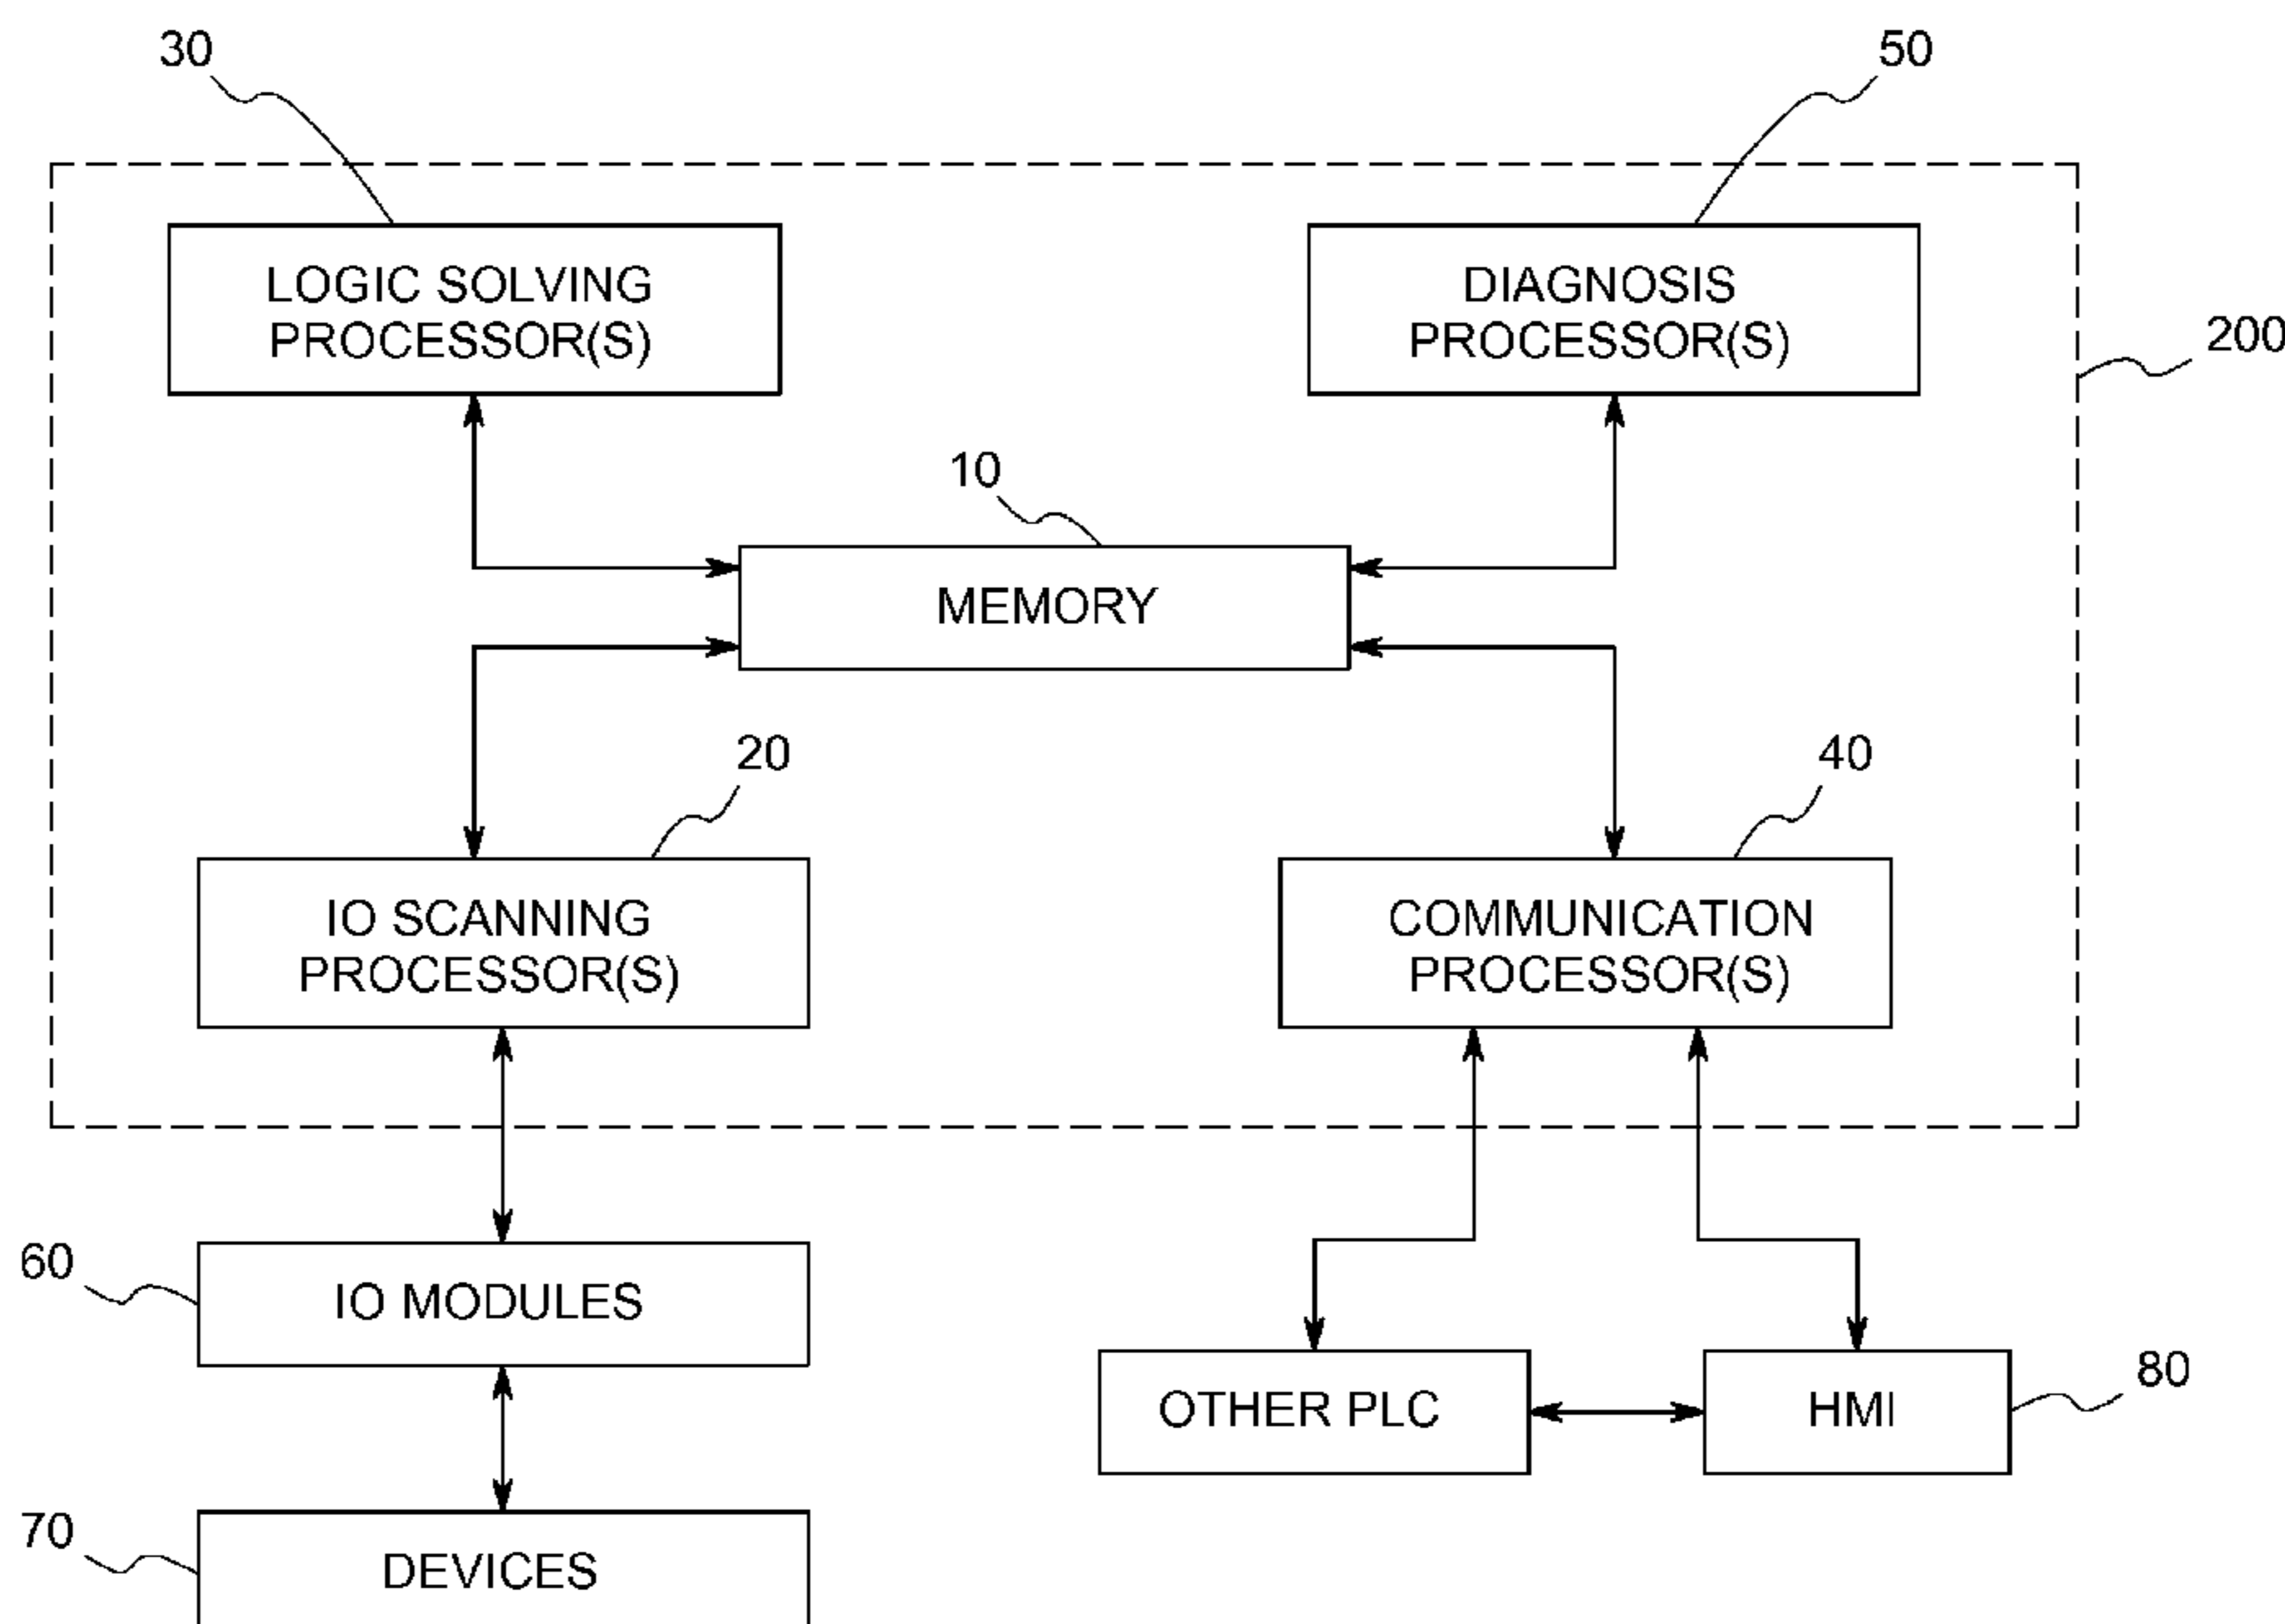 30
50
LOGIC SOLVING
PROCESSOR(S)
DIAGNOSIS
PROCESSOR(S)
200
10
MEMORY
20
40
IO SCANNING
PROCESSOR(S)
COMMUNICATION
PROCESSOR(S)
60
IO MODULES
OTHER PLC
HMI
80
70
DEVICES